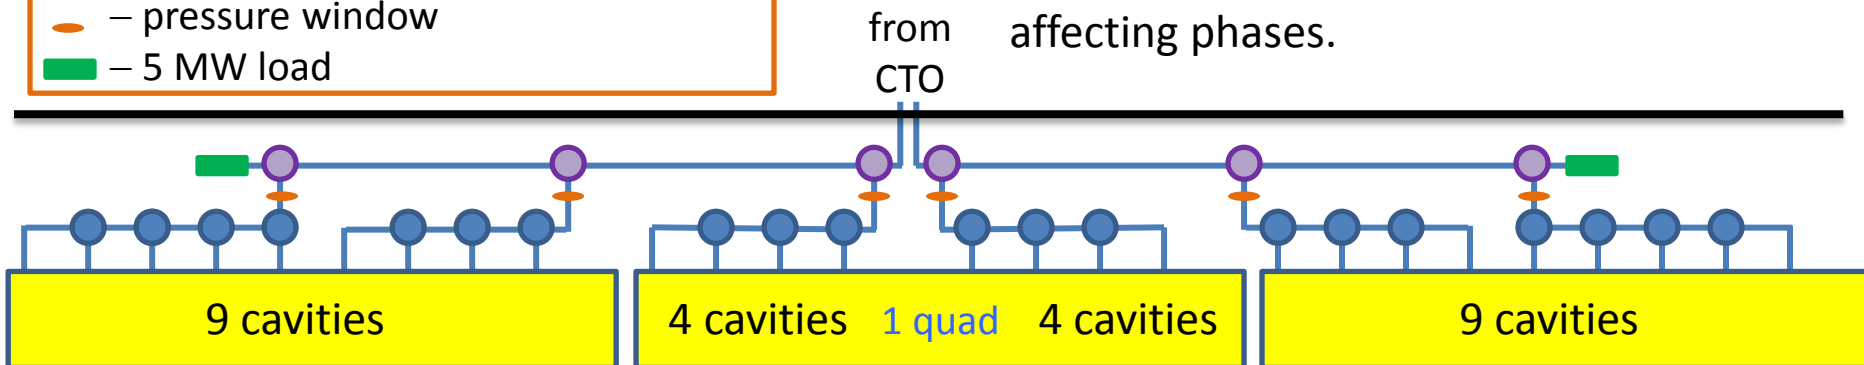 – pressure window
– 5 MW load
from
CTO
affecting phases.
9 cavities
4 cavities 1 quad 4 cavities
9 cavities